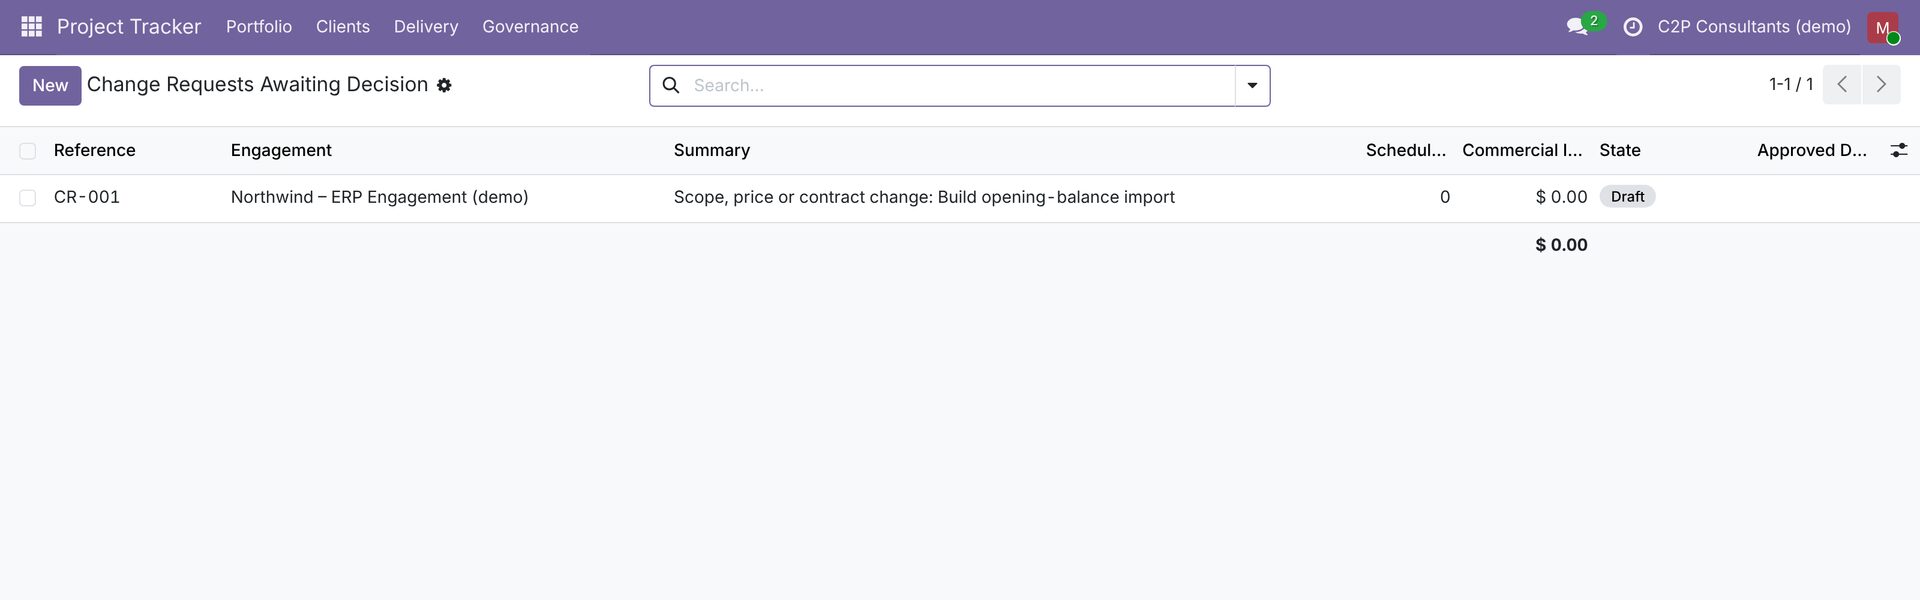 Project Tracker Portfolio Clients Delivery Governance 2 C2P Consultants (demo) M
New Change Requests Awaiting Decision Search... 1-1 / 1
Reference Engagement Summary Schedul... Commercial I... State Approved D...
CR-001 Northwind – ERP Engagement (demo) Scope, price or contract change: Build opening-balance import 0 $ 0.00 Draft
$ 0.00